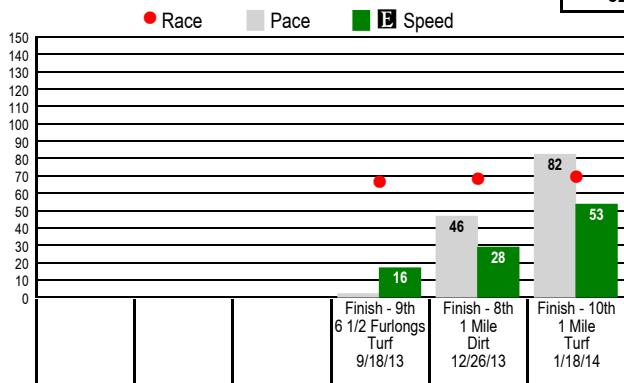 Race Pace E Speed
150
140
130
120
110
100
90
80
70
60
50
40
30
20
10
0
16
46
28
82
53
Finish - 9th
6 1/2 Furlongs
Turf
9/18/13
Finish - 8th
1 Mile
Dirt
12/26/13
Finish - 10th
1 Mile
Turf
1/18/14